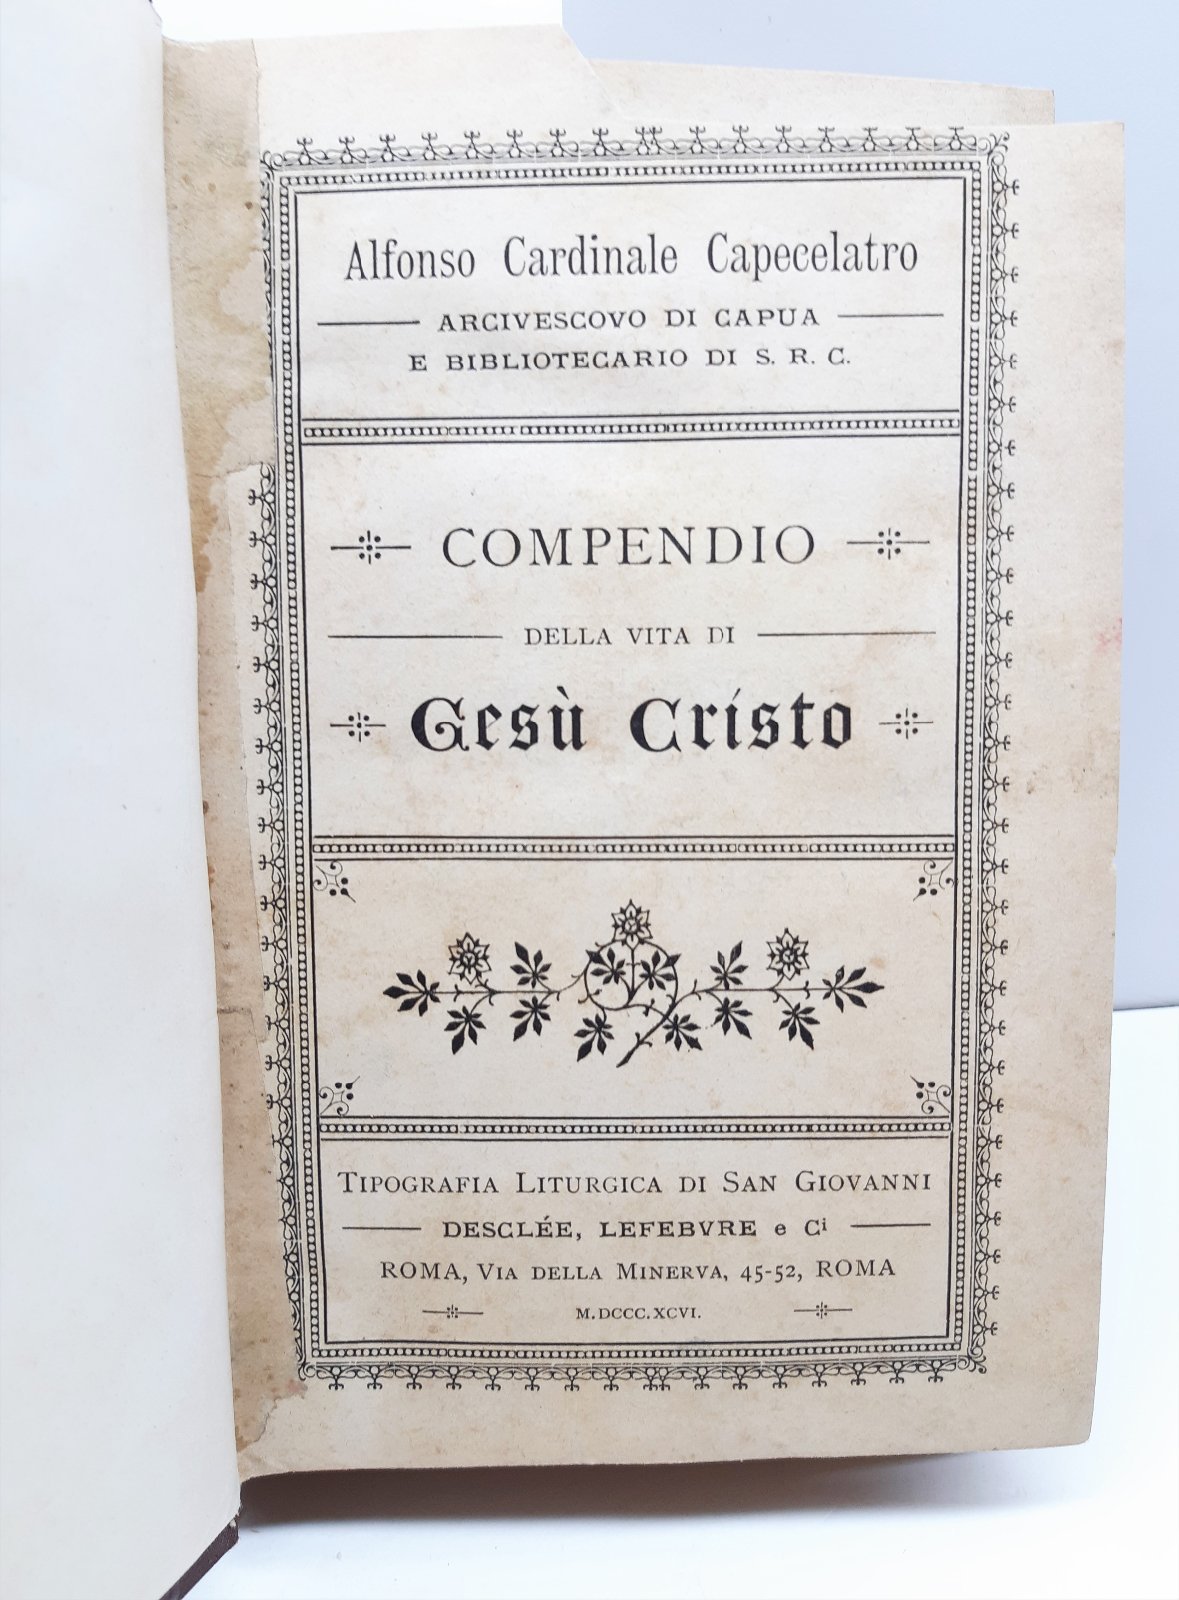 Alfonso Cardinale Capecelatro
ARCIVESCOVO DI CAPUA
E BIBLIOTECARIO DI S. R. C.
COMPENDIO
DELLA VITA DI
Gesù Cristo
TIPOGRAFIA LITURGICA DI SAN GIOVANNI
DESCLÉE, LEFEBVRE e Ci
ROMA, VIA DELLA MINERVA, 45-52, ROMA
M.DCCC.XCVI.